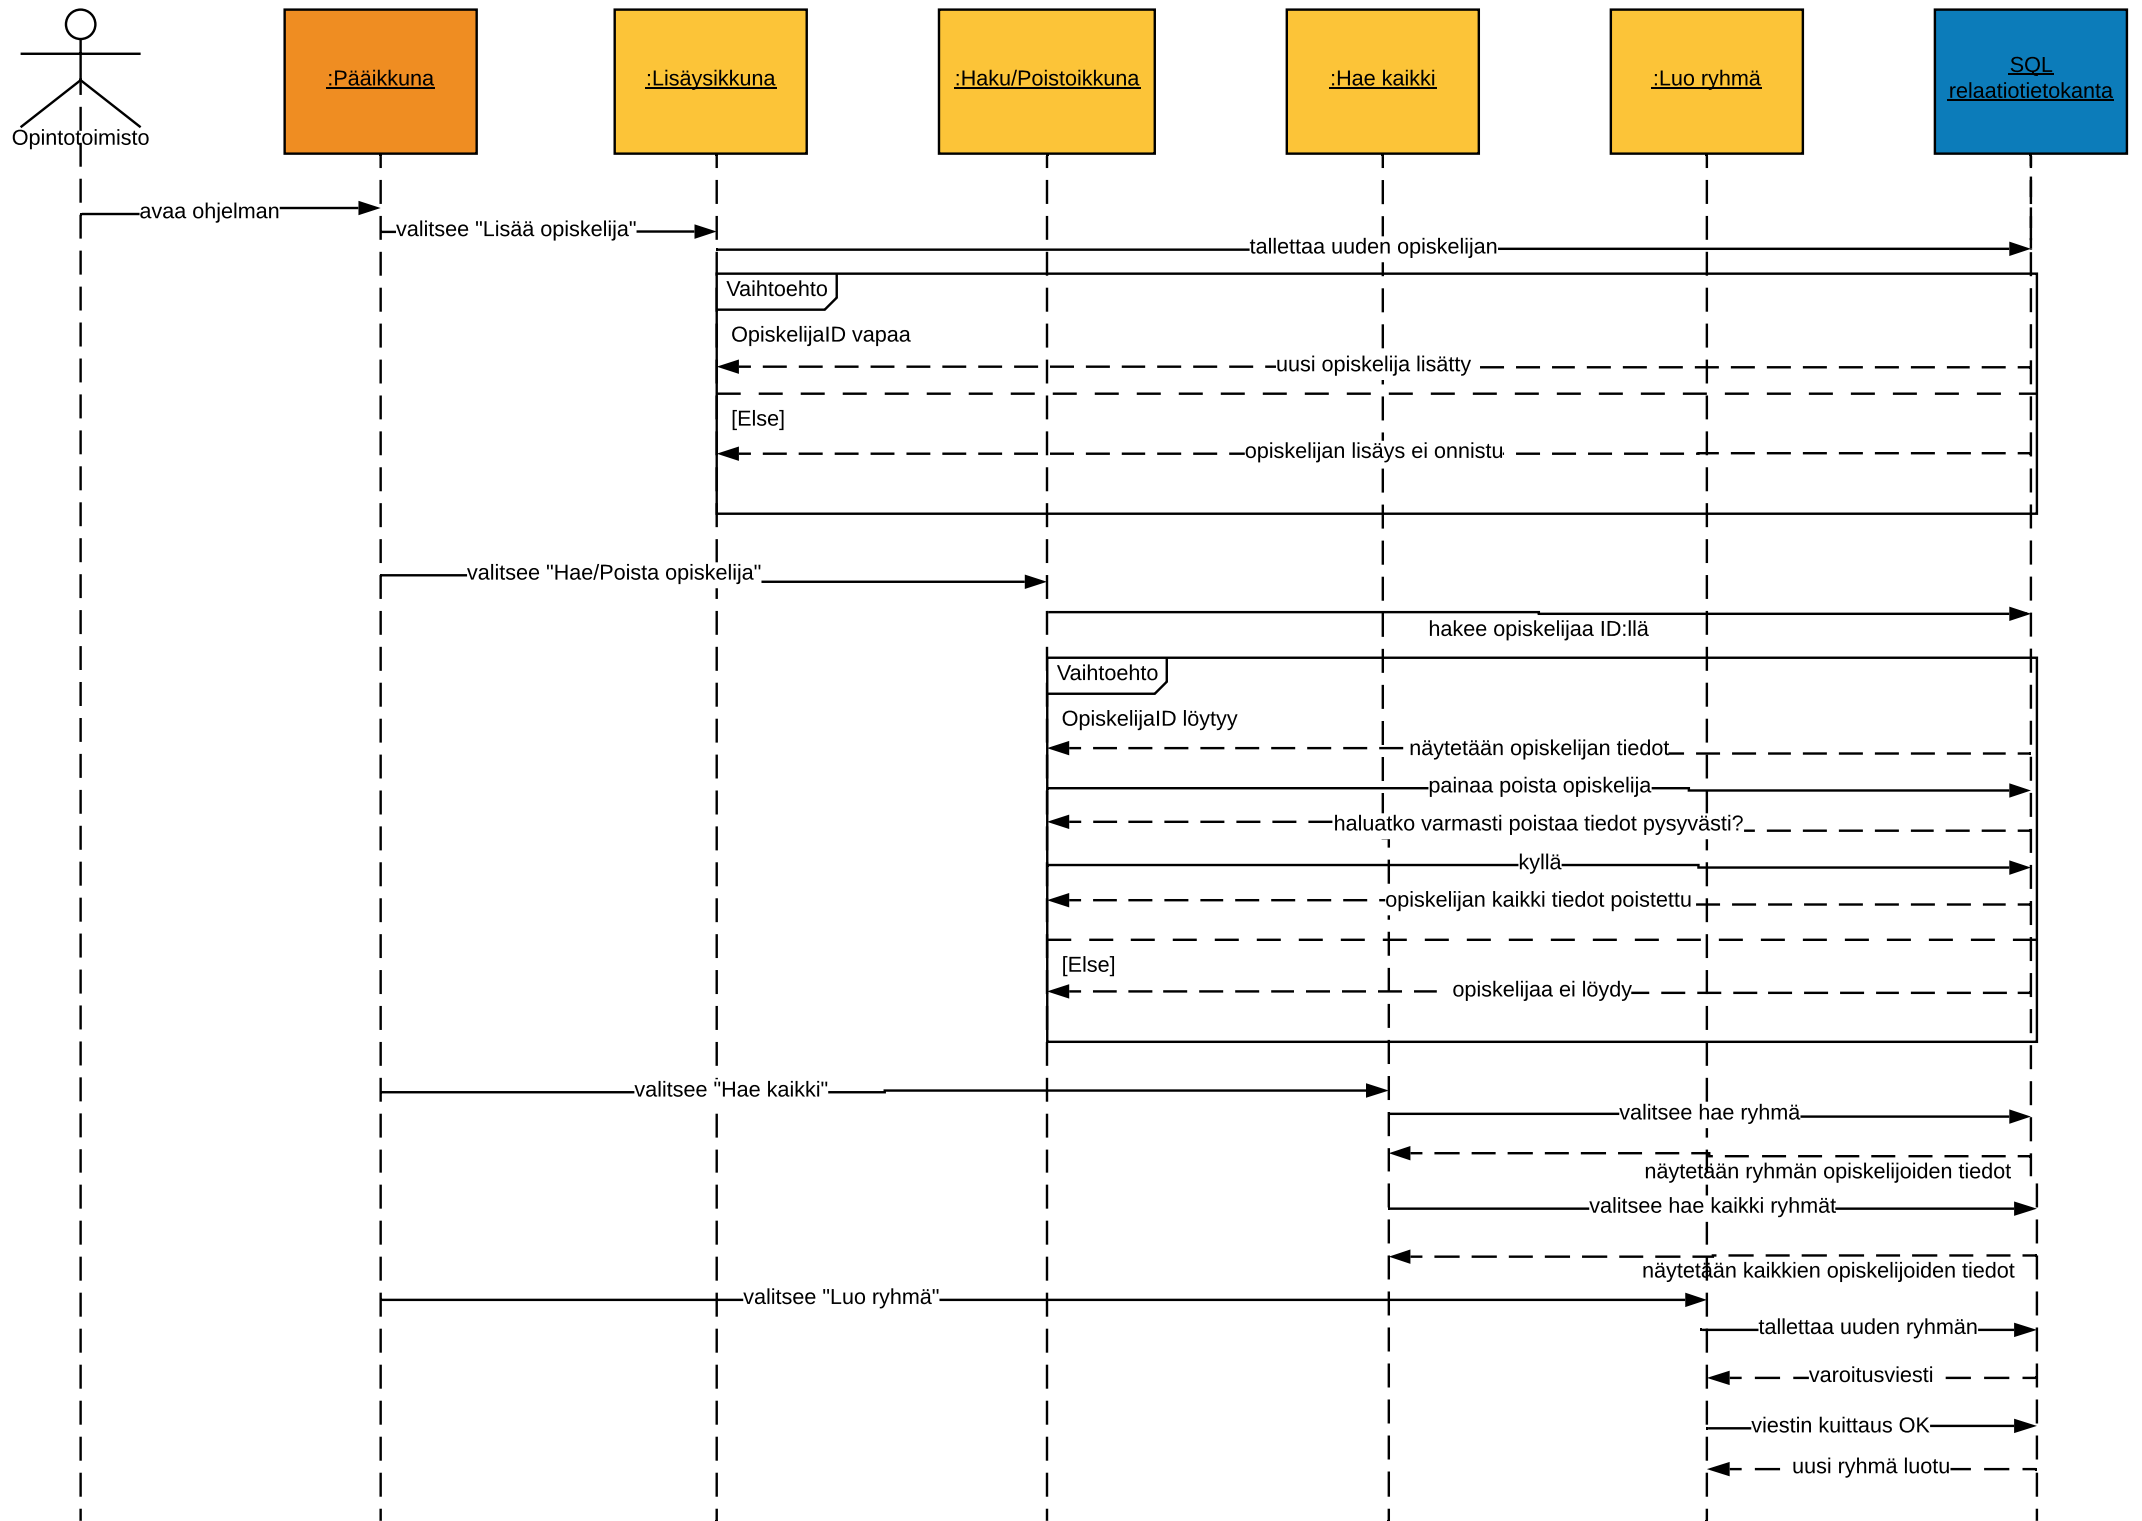 Opintotoimisto
:Pääikkuna
:Lisäysikkuna
:Haku/Poistoikkuna
:Hae kaikki
:Luo ryhmä
SQL
relaatiotietokanta
avaa ohjelman
valitsee "Lisää opiskelija"
tallettaa uuden opiskelijan
Vaihtoehto
OpiskelijaID vapaa
uusi opiskelija lisätty
[Else]
opiskelijan lisäys ei onnistu
valitsee "Hae/Poista opiskelija"
hakee opiskelijaa ID:llä
Vaihtoehto
OpiskelijaID löytyy
näytetään opiskelijan tiedot
painaa poista opiskelija
haluatko varmasti poistaa tiedot pysyvästi?
kyllä
opiskelijan kaikki tiedot poistettu
[Else]
opiskelijaa ei löydy
valitsee "Hae kaikki"
valitsee hae ryhmä
näytetään ryhmän opiskelijoiden tiedot
valitsee hae kaikki ryhmät
näytetään kaikkien opiskelijoiden tiedot
valitsee "Luo ryhmä"
tallettaa uuden ryhmän
varoitusviesti
viestin kuittaus OK
uusi ryhmä luotu